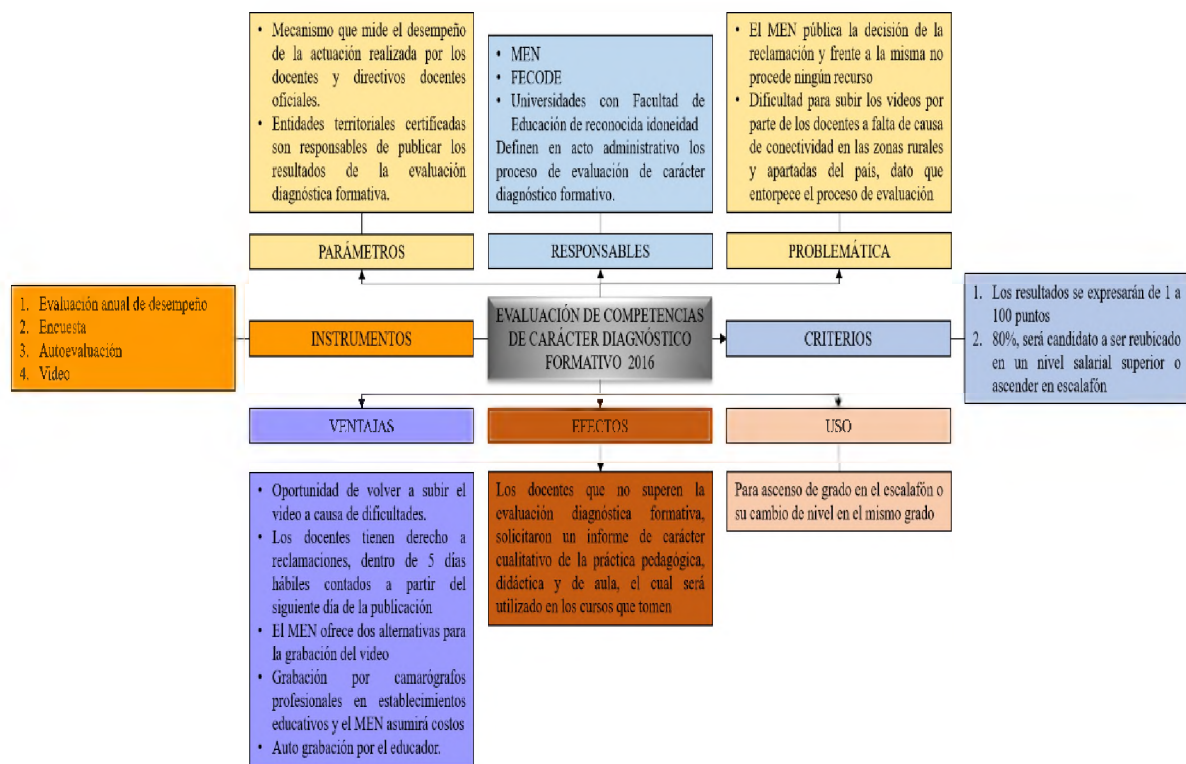 • Mecanismo que mide el desempeño
de la actuación realizada por los
docentes y directivos docentes
oficiales.
• Entidades territoriales certificadas
son responsables de publicar los
resultados de la evaluación
diagnóstica formativa.
• MEN
• FECODE
• Universidades con Facultad de
Educación de reconocida idoneidad
Definen en acto administrativo los
proceso de evaluación de carácter
diagnóstico formativo.
• El MEN pública la decisión de la
reclamación y frente a la misma no
procede ningún recurso
• Dificultad para subir los videos por
parte de los docentes a falta de causa
de conectividad en las zonas rurales
y apartadas del país, dato que
entorpece el proceso de evaluación
PARÁMETROS
RESPONSABLES
PROBLEMÁTICA
1. Evaluación anual de desempeño
2. Encuesta
3. Autoevaluación
4. Video
INSTRUMENTOS
EVALUACIÓN DE COMPETENCIAS
DE CARÁCTER DIAGNÓSTICO
FORMATIVO 2016
CRITERIOS
1. Los resultados se expresarán de 1 a
100 puntos
2. 80%, será candidato a ser reubicado
en un nivel salarial superior o
ascender en escalafón
VENTAJAS
EFECTOS
USO
• Oportunidad de volver a subir el
video a causa de dificultades.
• Los docentes tienen derecho a
reclamaciones, dentro de 5 días
hábiles contados a partir del
siguiente día de la publicación
• El MEN ofrece dos alternativas para
la grabación del video
• Grabación por camarógrafos
profesionales en establecimientos
educativos y el MEN asumirá costos
• Auto grabación por el educador.
Los docentes que no superen la
evaluación diagnóstica formativa,
solicitaron un informe de carácter
cualitativo de la práctica pedagógica,
didáctica y de aula, el cual será
utilizado en los cursos que tomen
Para ascenso de grado en el escalafón o
su cambio de nivel en el mismo grado